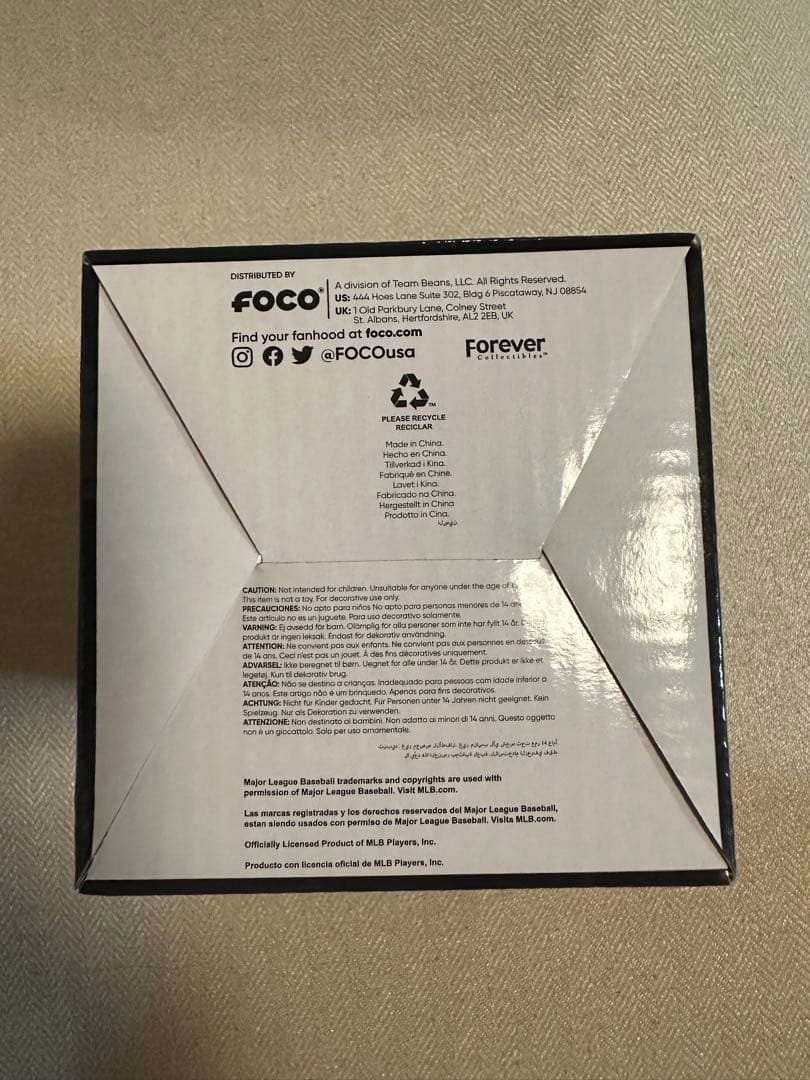 DISTRIBUTED BY
FOCO®
A division of Team Beans, LLC. All Rights Reserved.
US: 444 Hoes Lane Suite 302, Bldg 6 Piscataway, NJ 08854
UK: 1 Old Parkbury Lane, Colney Street
St. Albans, Hertfordshire, AL2 2EB, UK
Find your fanhood at foco.com
@FOCOusa
Forever
Collectibles™
TM
PLEASE RECYCLE
RECICLAR
Made in China.
Hecho en China.
Tillverkad i Kina.
Fabriqué en Chine.
Lavet i Kina.
Fabricado na China.
Hergestellt in China
Prodotto in Cina.
الصين
CAUTION: Not intended for children. Unsuitable for anyone under the age of
This item is not a toy. For decorative use only.
PRECAUCIONES: No apto para niños No apto para personas menores de 14
Este artículo no es un juguete. Para uso decorativo solamente.
VARNING: Ej avsedd för barn. Olämplig för alla personer som inte har fyllt 14 år.
produkt är ingen leksak. Endast för dekorativ användning.
ATTENTION: Ne convient pas aux enfants. Ne convient pas aux personnes en
de 14 ans. Ceci n'est pas un jouet. À des fins décoratives uniquement.
ADVARSEL: Ikke beregnet til børn. Uegnet for alle under 14 år. Dette produkt er ikke et
legetøj. Kun til dekorativ brug.
ATENÇÃO: Não se destina a crianças. Inadequado para pessoas com idade inferior a
14 anos. Este artigo não é um brinquedo. Apenas para fins decorativos.
ACHTUNG: Nicht für Kinder gedacht. Für Personen unter 14 Jahren nicht geeignet. Kein
Spielzeug. Nur als Dekoration zu verwenden.
ATTENZIONE: Non destinato ai bambini. Non adatto ai minori di 14 anni. Questo oggetto
non è un giocattolo. Solo per uso ornamentale.
Major League Baseball trademarks and copyrights are used with
permission of Major League Baseball. Visit MLB.com.
Las marcas registradas y los derechos reservados del Major League Baseball,
estan siendo usados con permiso de Major League Baseball. Visita MLB.com.
Officially Licensed Product of MLB Players, Inc.
Producto con licencia oficial de MLB Players, Inc.